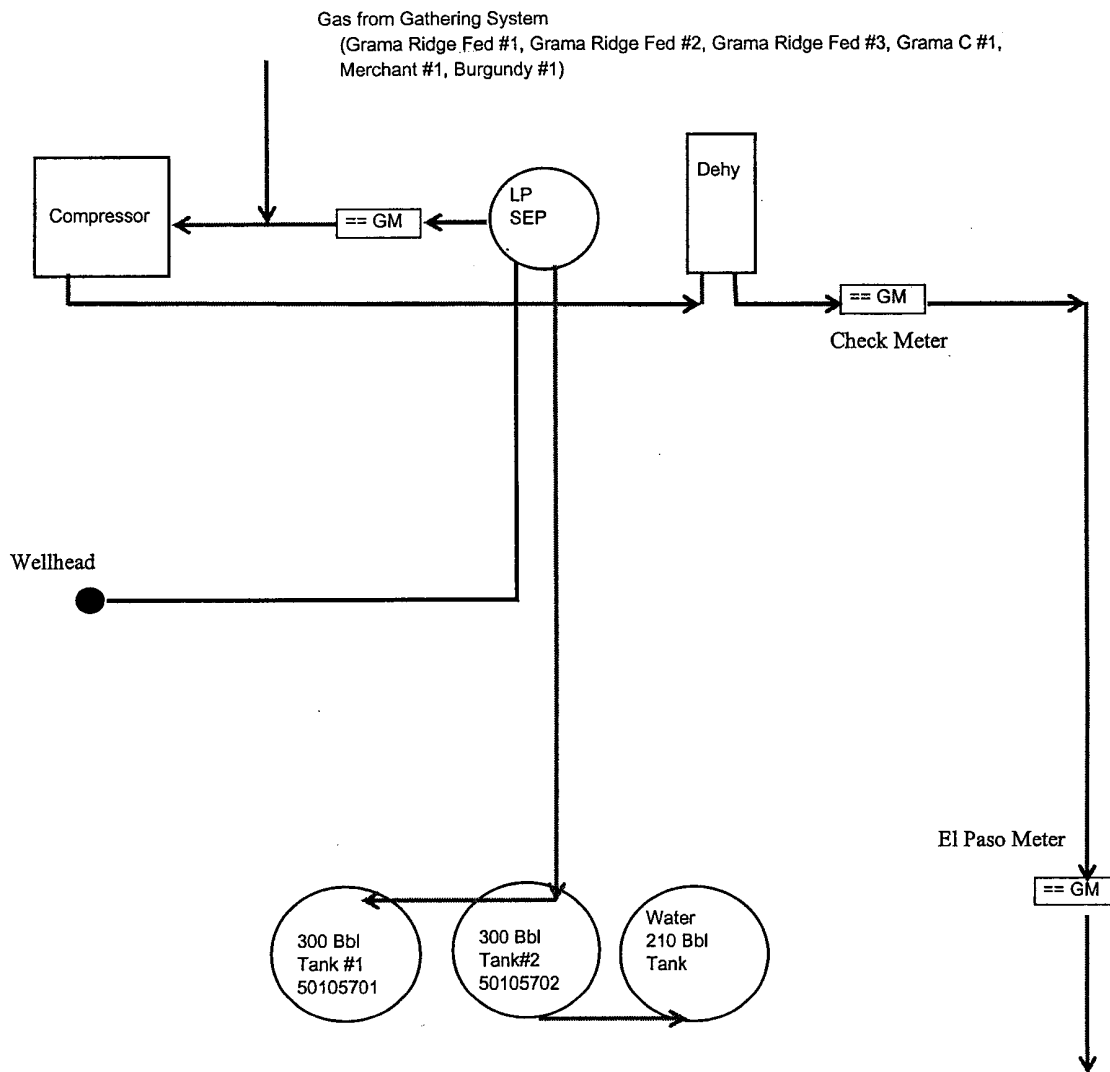 Gas from Gathering System
(Grama Ridge Fed #1, Grama Ridge Fed #2, Grama Ridge Fed #3, Grama C #1,
Merchant #1, Burgundy #1)
Compressor
== GM
LP
SEP
Dehy
== GM
Check Meter
Wellhead
El Paso Meter
== GM
300 Bbl
Tank #1
50105701
300 Bbl
Tank#2
50105702
Water
210 Bbl
Tank